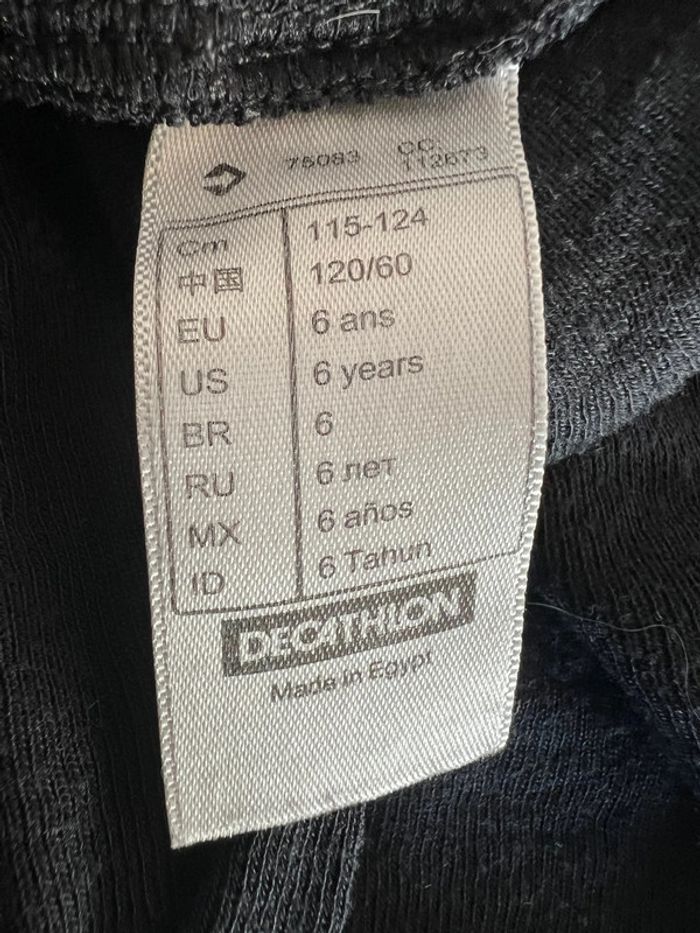 75083 CC. 112673
Cm 115-124
中国 120/60
EU 6 ans
US 6 years
BR 6
RU 6 лет
MX 6 años
ID 6 Tahun
DECATHLON
Made in Egypt